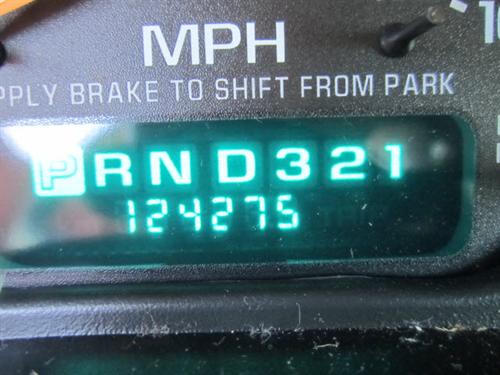 MPH
PPLY BRAKE TO SHIFT FROM PARK
PRND321
124275